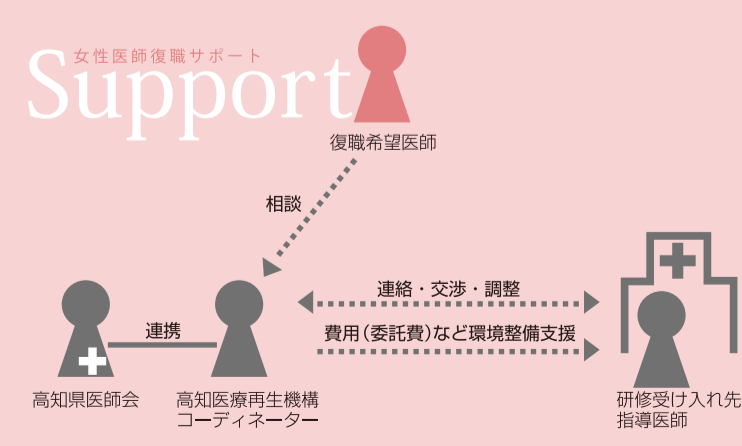 女性医師復職サポート
Support
復職希望医師
相談
連絡・交渉・調整
費用(委託費)など環境整備支援
連携
高知県医師会
高知医療再生機構
コーディネーター
研修受け入れ先
指導医師